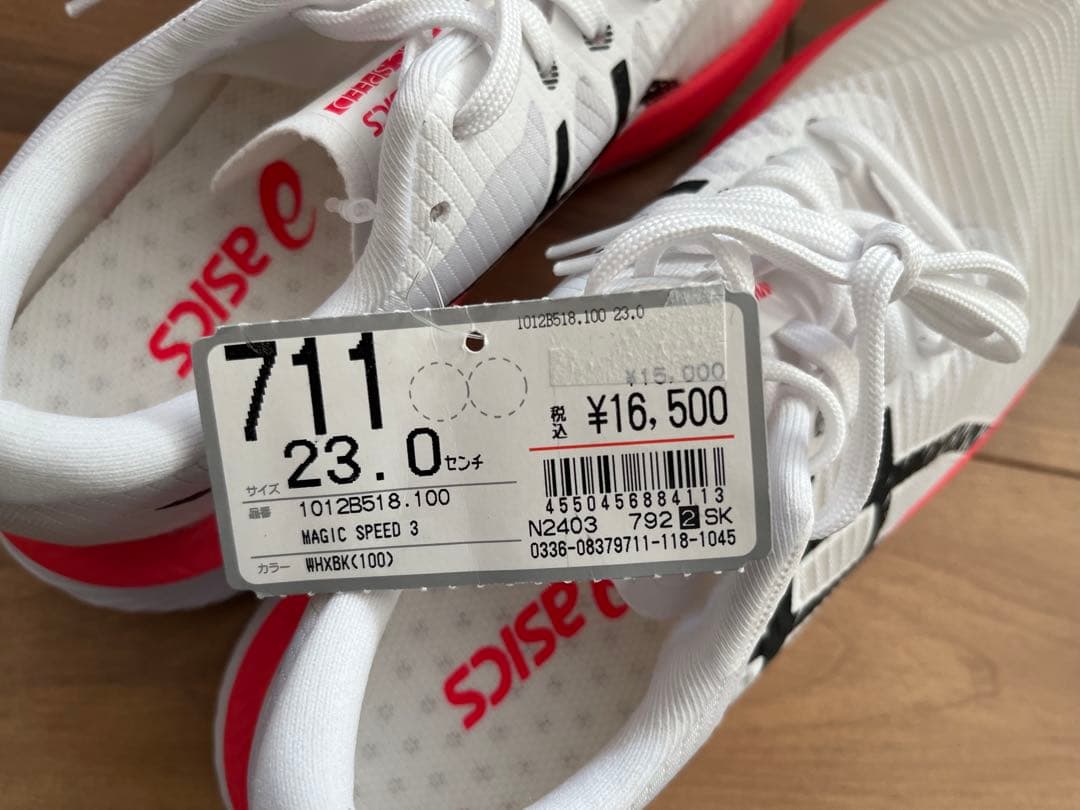 asics
SPEED
asics
1012B518.100 23.0
711
¥15,000
税込 ¥16,500
サイズ 23.0センチ
品番 1012B518.100
MAGIC SPEED 3
カラー WHXBK(100)
4550456884113
N2403 792 2 SK
0336-08379711-118-1045
asics